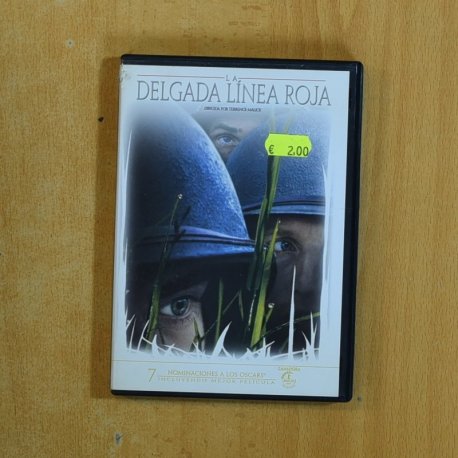 LA
DELGADA LÍNEA ROJA
DIRIGIDA POR TERRENCE MALICK
€ 2.00
7 NOMINACIONES A LOS OSCARS®
INCLUYENDO MEJOR PELÍCULA